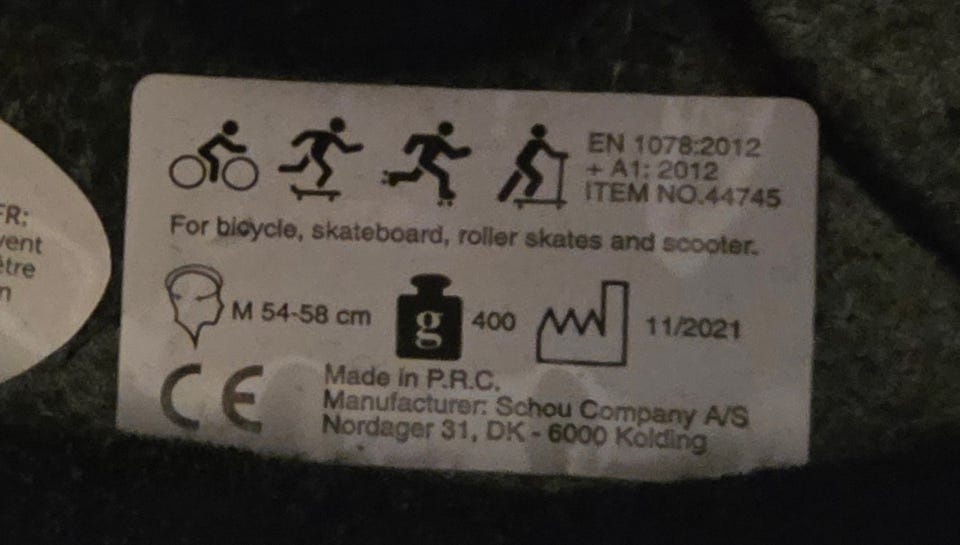 EN 1078:2012
+ A1: 2012
ITEM NO.44745
For bicycle, skateboard, roller skates and scooter.
M 54-58 cm
g
400
11/2021
CE
Made in P.R.C.
Manufacturer: Schou Company A/S
Nordager 31, DK - 6000 Kolding
FR:
être